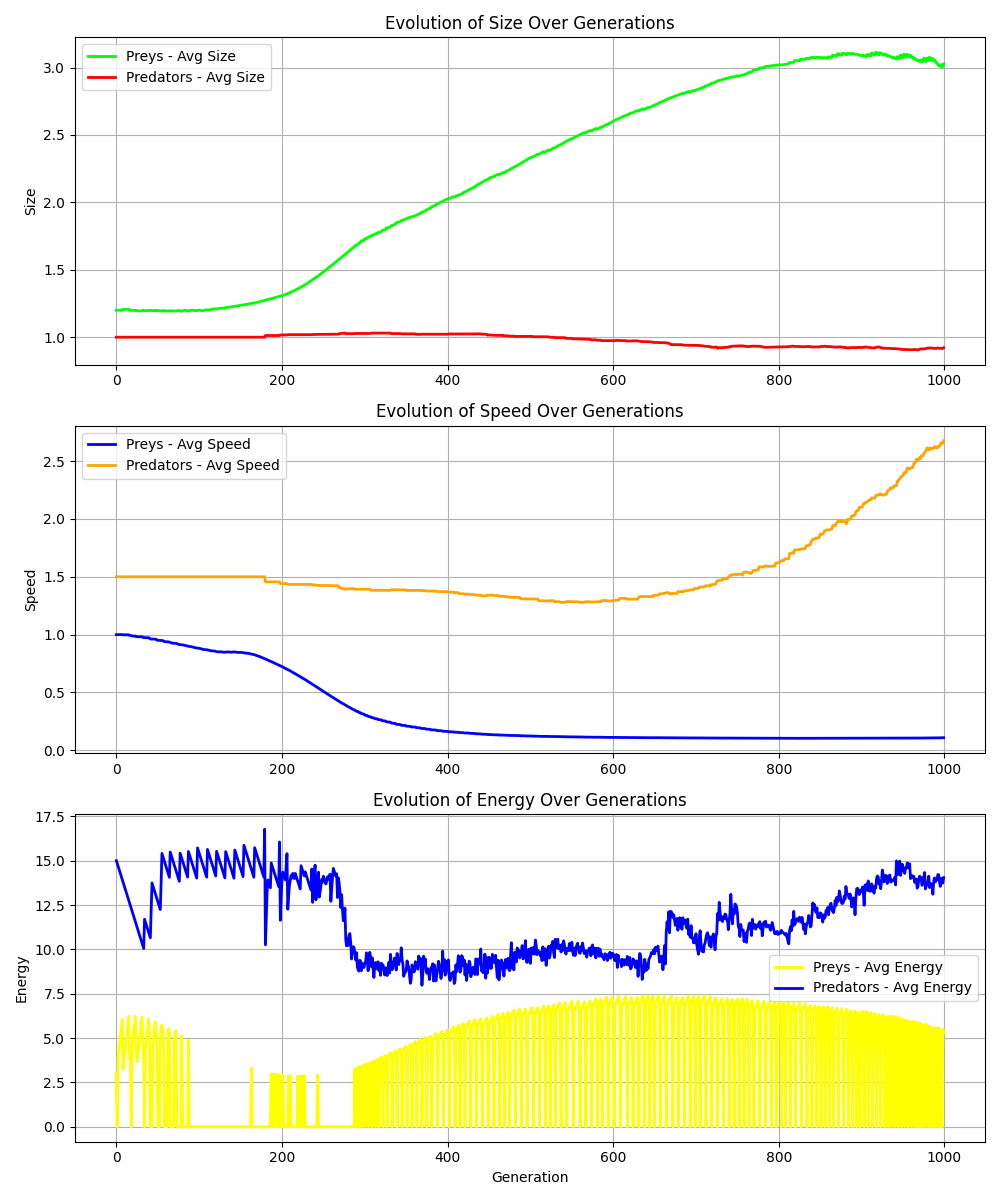 Evolution of Size Over Generations
Preys - Avg Size
Predators - Avg Size
3.0
2.5
2.0
1.5
1.0
Size
0 200 400 600 800 1000
Evolution of Speed Over Generations
Preys - Avg Speed
Predators - Avg Speed
2.5
2.0
1.5
1.0
0.5
0.0
Speed
0 200 400 600 800 1000
Evolution of Energy Over Generations
17.5
15.0
12.5
10.0
7.5
5.0
2.5
0.0
Energy
Preys - Avg Energy
Predators - Avg Energy
0 200 400 600 800 1000
Generation